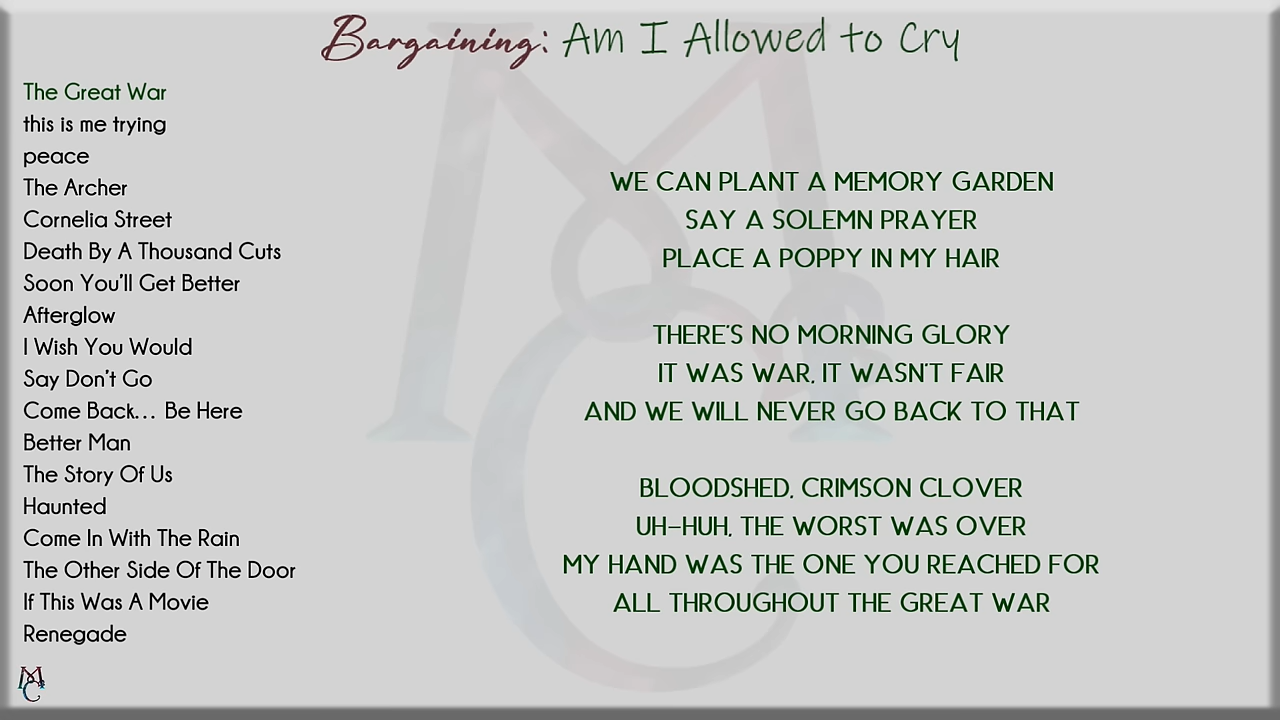 Bargaining: Am I Allowed to Cry
The Great War
this is me trying
peace
The Archer
Cornelia Street
Death By A Thousand Cuts
Soon You'll Get Better
Afterglow
I Wish You Would
Say Don't Go
Come Back... Be Here
Better Man
The Story Of Us
Haunted
Come In With The Rain
The Other Side Of The Door
If This Was A Movie
Renegade
WE CAN PLANT A MEMORY GARDEN
SAY A SOLEMN PRAYER
PLACE A POPPY IN MY HAIR
THERE'S NO MORNING GLORY
IT WAS WAR, IT WASN'T FAIR
AND WE WILL NEVER GO BACK TO THAT
BLOODSHED, CRIMSON CLOVER
UH-HUH, THE WORST WAS OVER
MY HAND WAS THE ONE YOU REACHED FOR
ALL THROUGHOUT THE GREAT WAR
MC